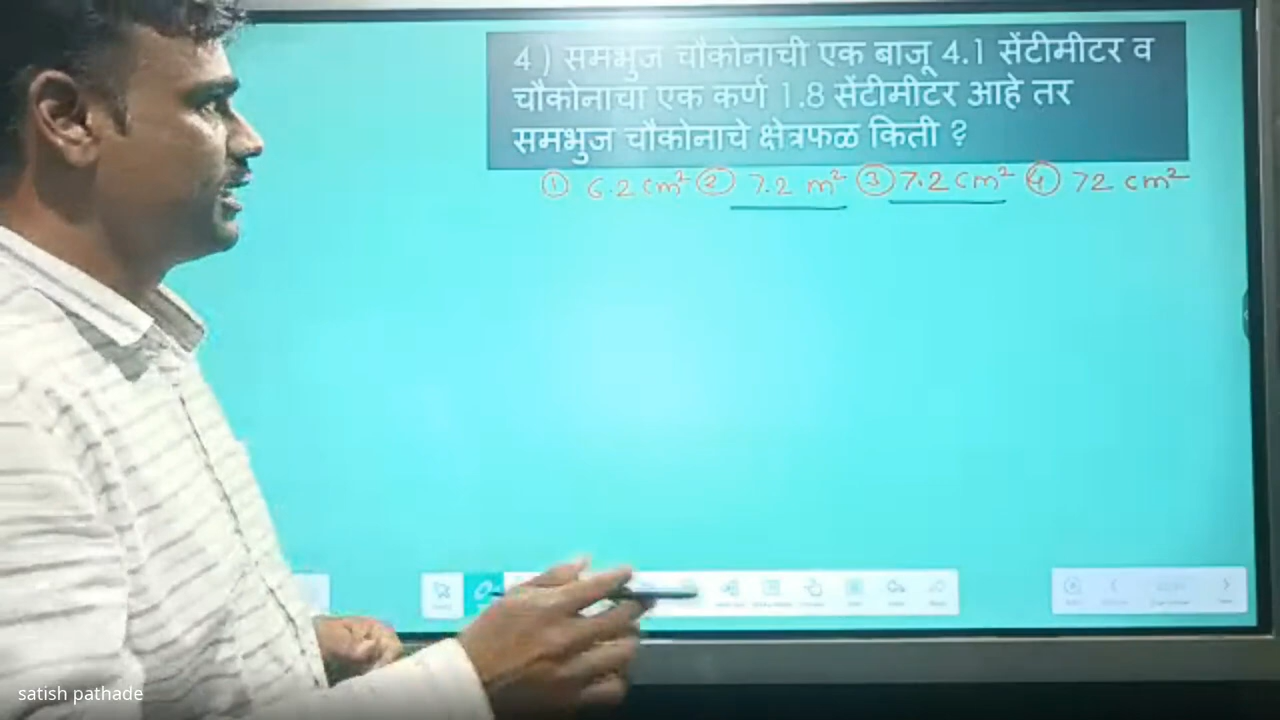 4 ) समभुज चौकोनाची एक बाजू 4.1 सेंटीमीटर व
चौकोनाचा एक कर्ण 1.8 सेंटीमीटर आहे तर
समभुज चौकोनाचे क्षेत्रफळ किती ?
① 6.2 cm² ② 7.2 m² ③ 7.2 cm² ④ 72 cm²
satish pathade